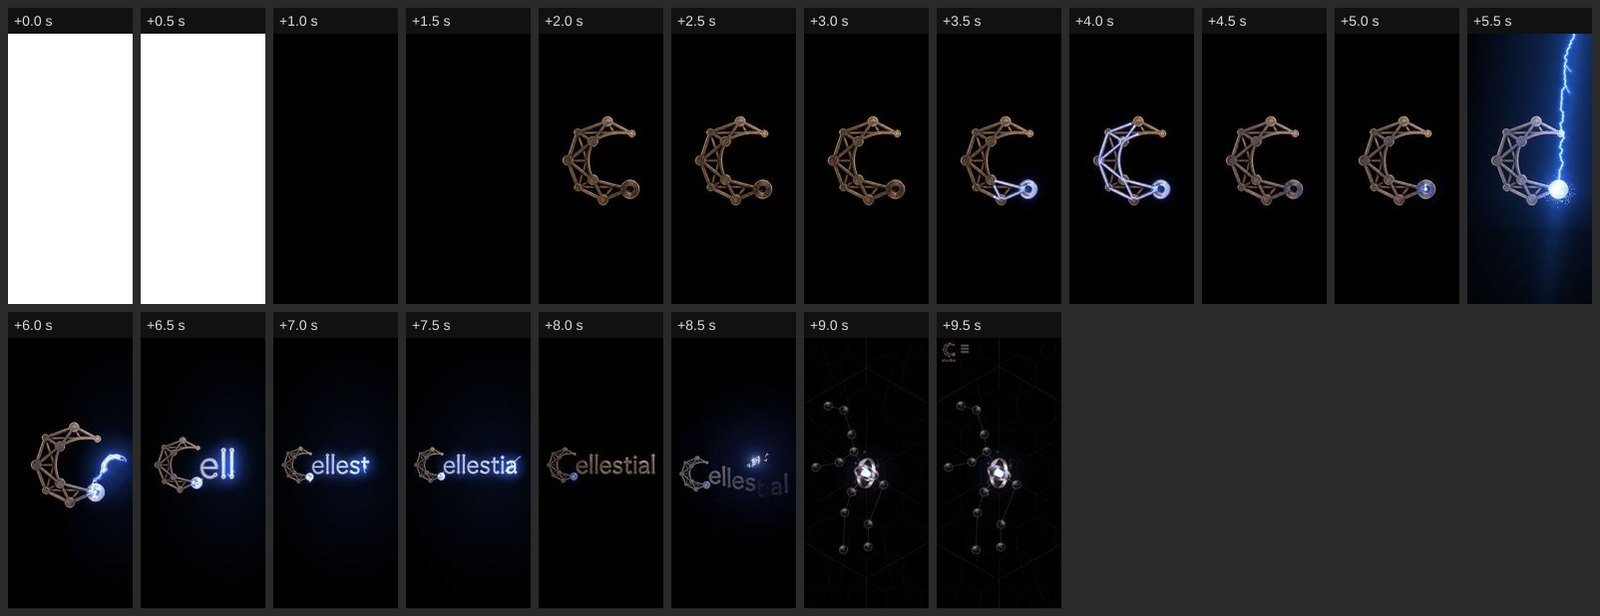 +0.0 s
+0.5 s
+1.0 s
+1.5 s
+2.0 s
+2.5 s
+3.0 s
+3.5 s
+4.0 s
+4.5 s
+5.0 s
+5.5 s
+6.0 s
+6.5 s
+7.0 s
+7.5 s
+8.0 s
+8.5 s
+9.0 s
+9.5 s
C
C
C
C
C
C
C
C
C
Cell
Cellest
Cellestia
Cellestial
Cellestial